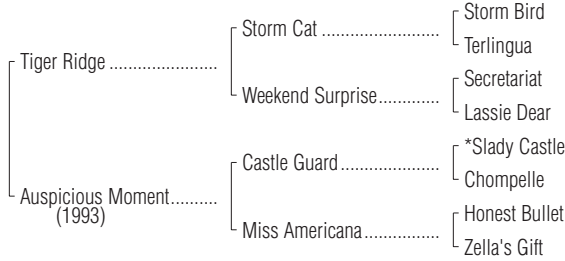 Storm Bird
Storm Cat ..........................
Terlingua
Tiger Ridge ........................
Secretariat
Weekend Surprise..............
Lassie Dear
*Slady Castle
Castle Guard......................
Chompelle
Auspicious Moment..........
(1993)
Honest Bullet
Miss Americana.................
Zella's Gift